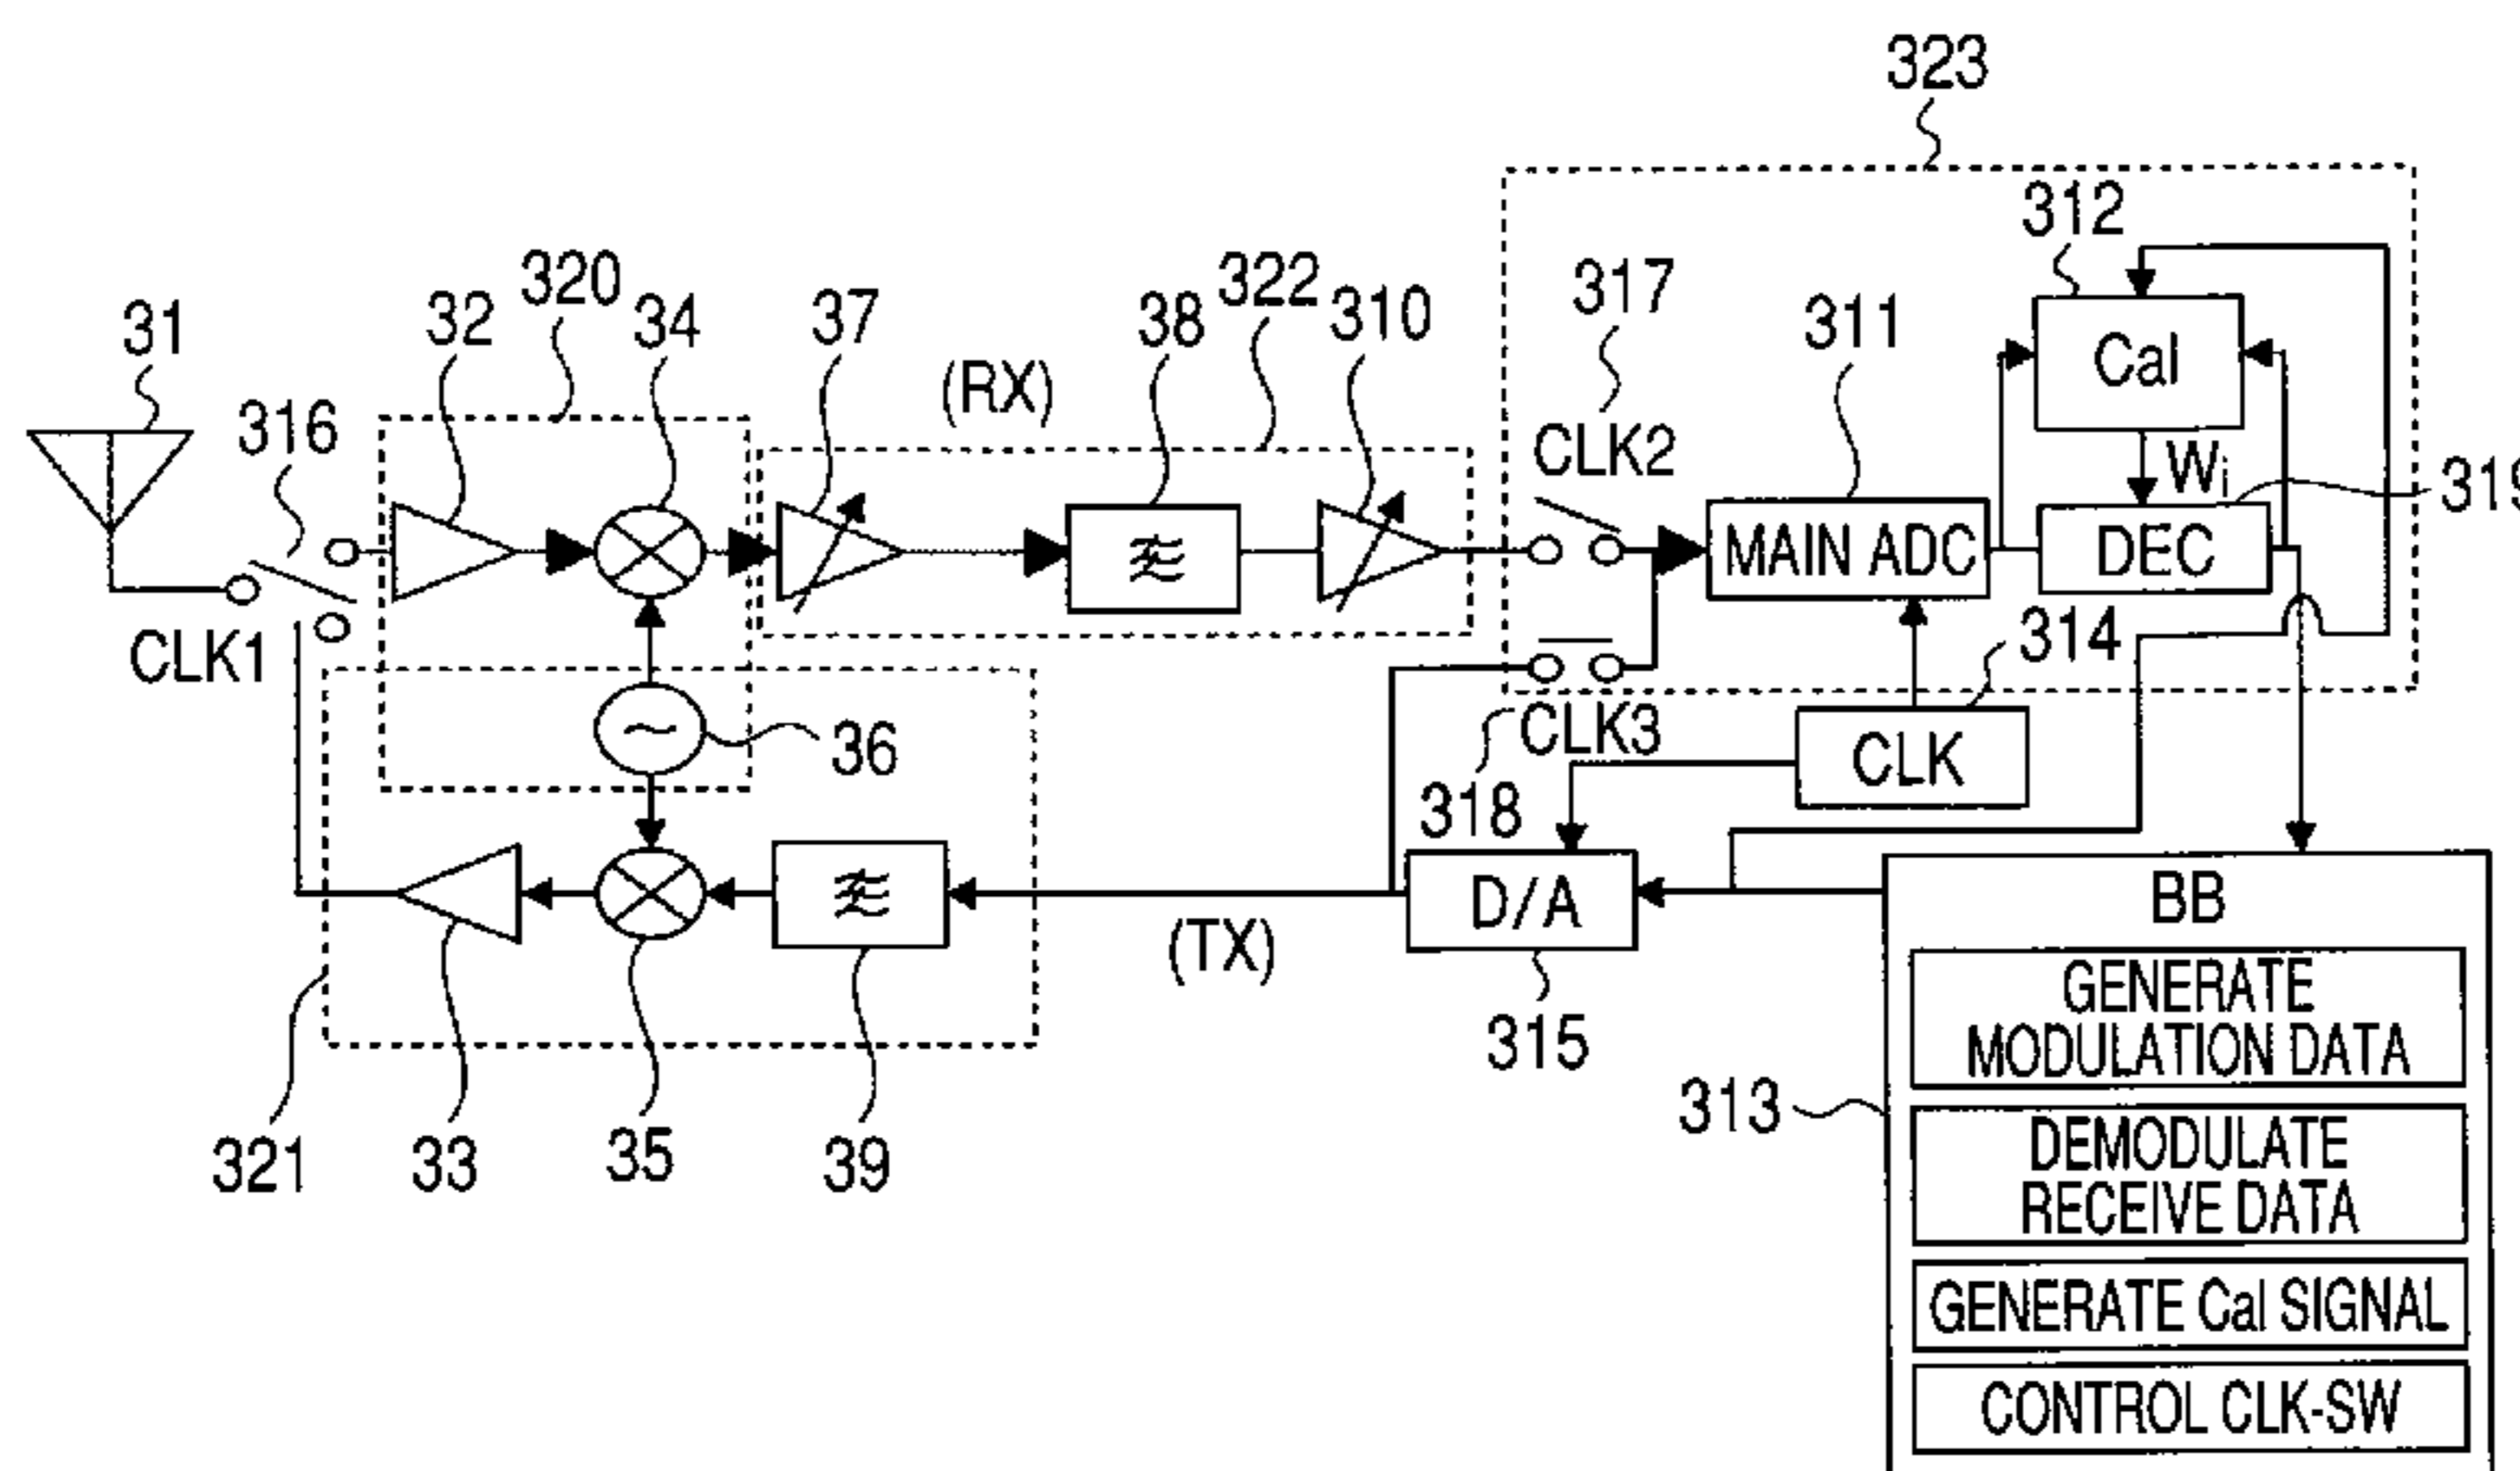 323
312
320
322
317
31
32
34
37
38
310
311
(RX)
316
Cal
CLK2
Wi
319
MAIN ADC
DEC
CLK1
314
36
CLK3
CLK
318
D/A
BB
(TX)
GENERATE
MODULATION DATA
315
313
321
33
35
39
DEMODULATE
RECEIVE DATA
GENERATE Cal SIGNAL
CONTROL CLK-SW